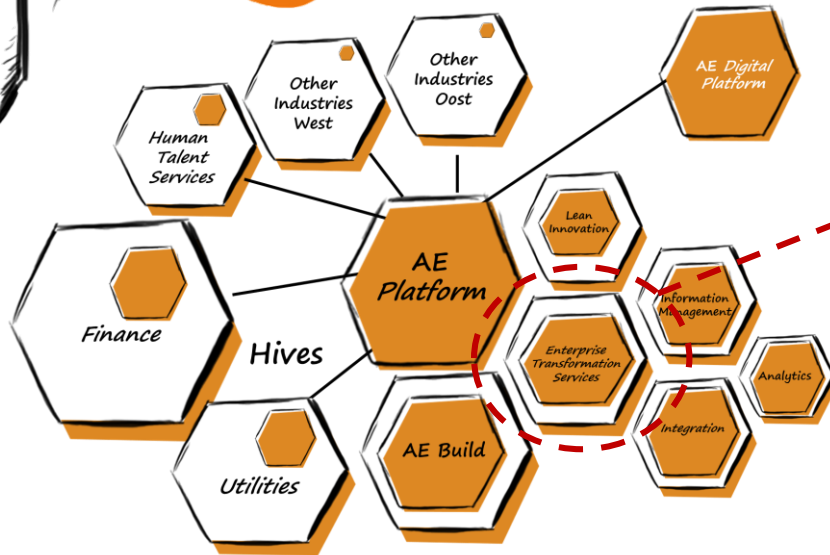 Other
Industries
West
Other
Industries
Oost
AE Digital
Platform
Human
Talent
Services
Lean
Innovation
AE
Platform
Information
Management
Finance
Hives
Enterprise
Transformation
Services
Analytics
Integration
AE Build
Utilities